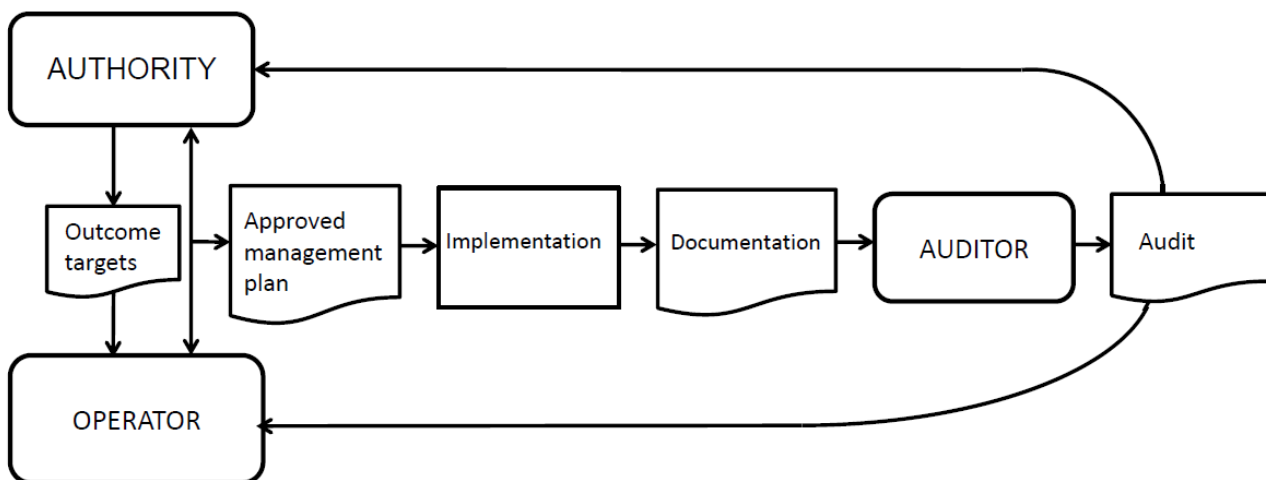 AUTHORITY
Outcome
targets
Approved
management
plan
Implementation
Documentation
AUDITOR
Audit
OPERATOR